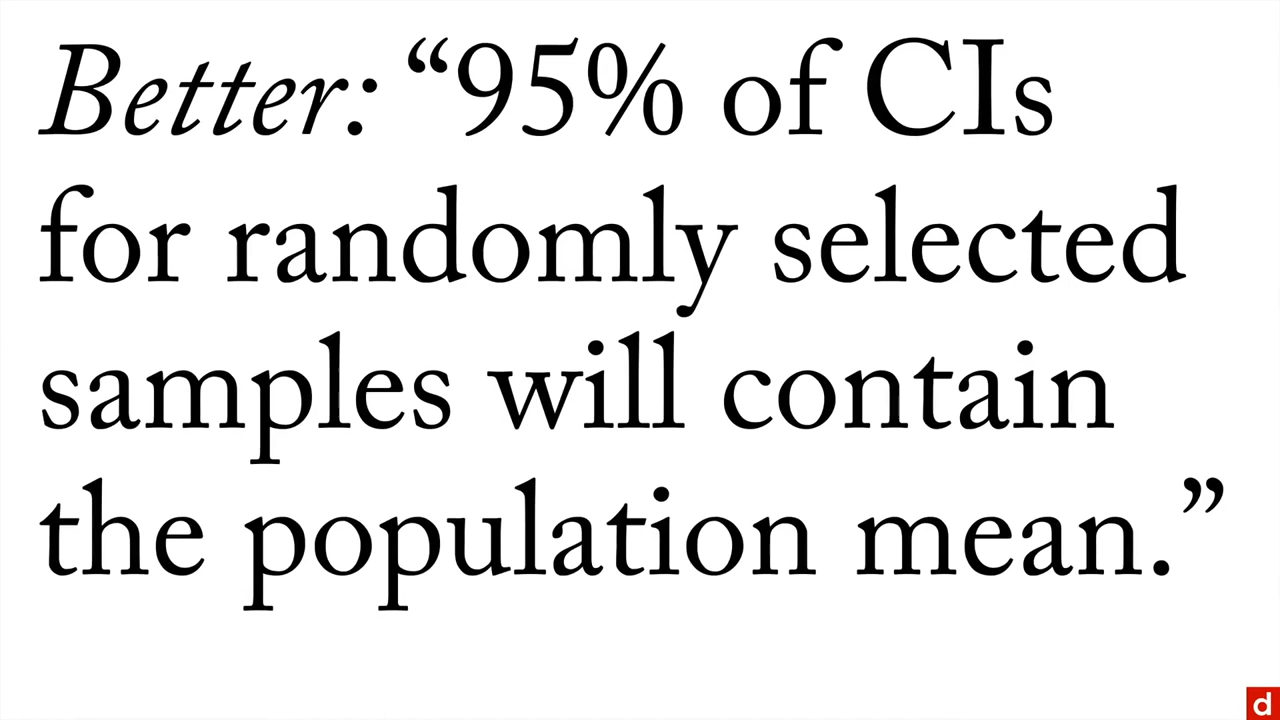 Better: “95% of CIs
for randomly selected
samples will contain
the population mean.”
d